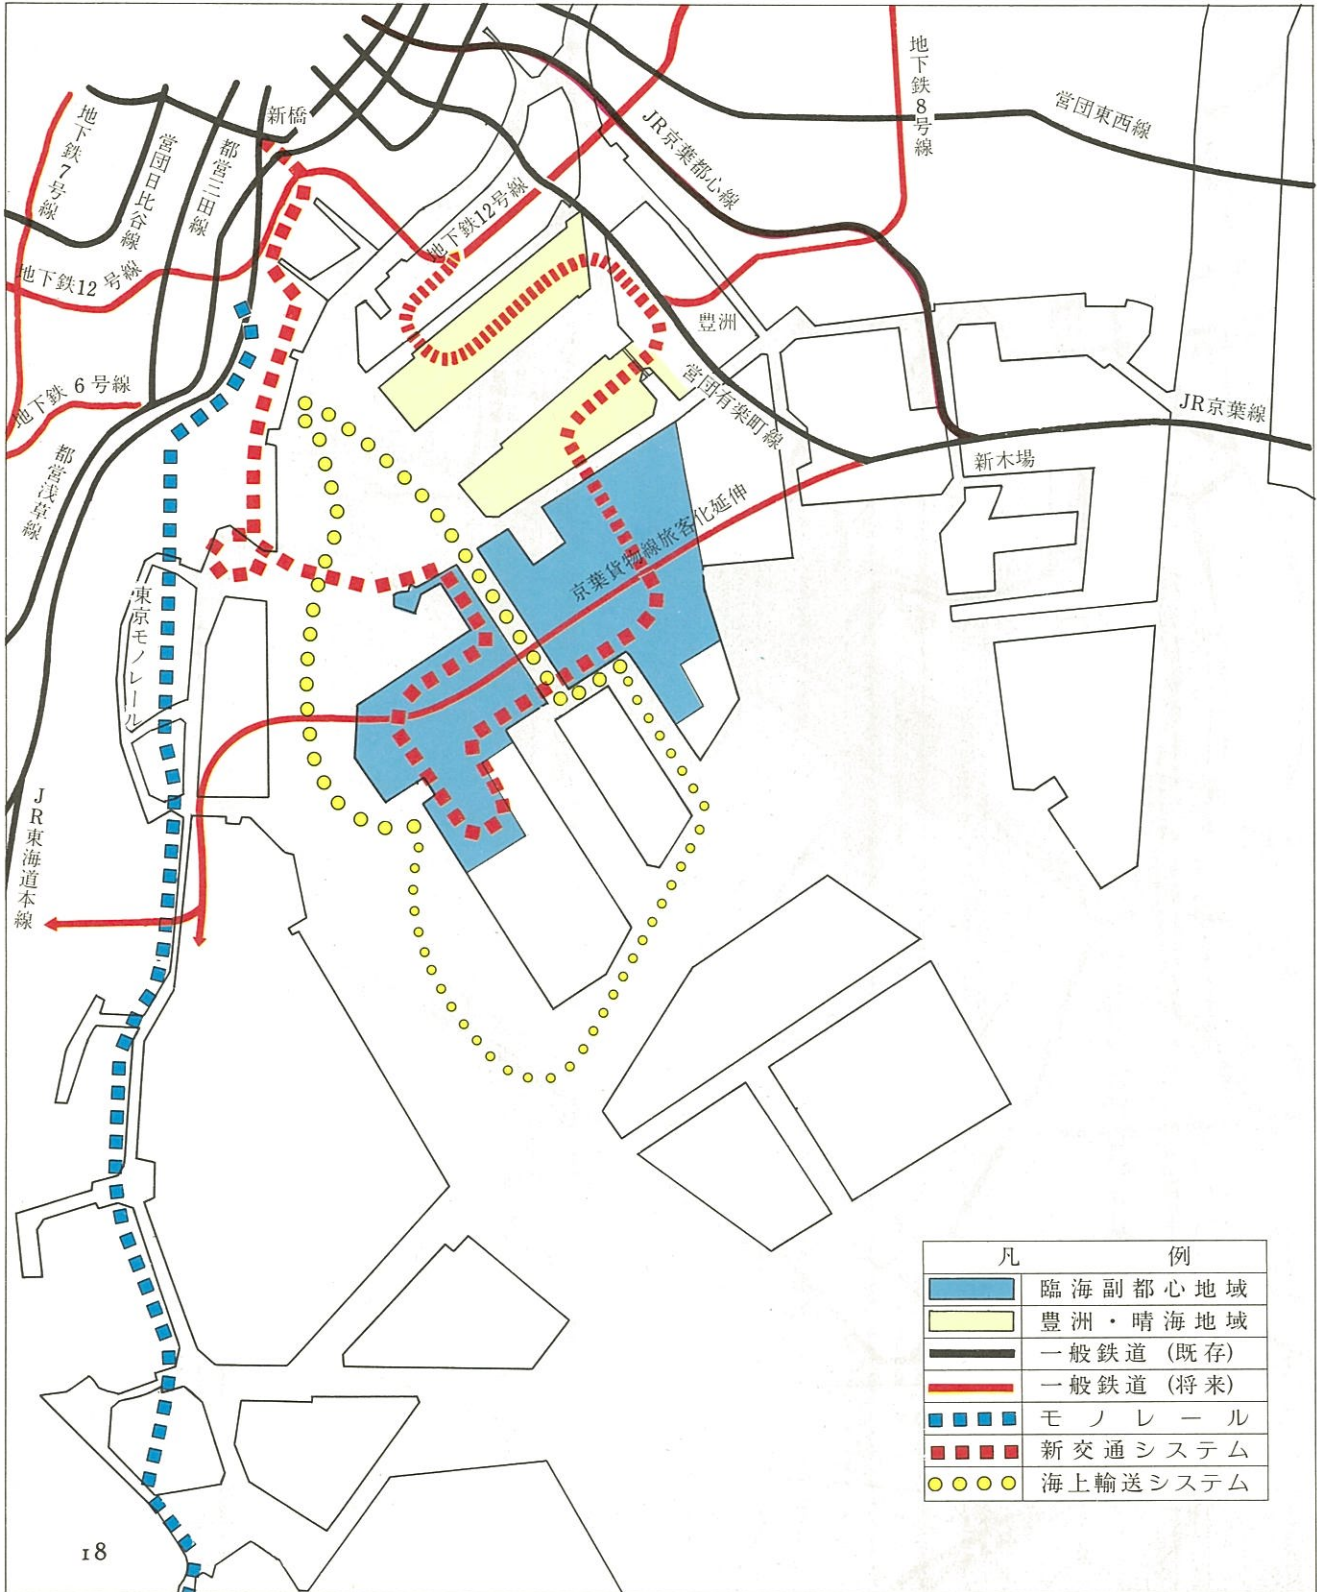 地下鉄8号線
営団東西線
新橋
JR京葉都心線
地下鉄7号線
営団日比谷線
都営三田線
地下鉄12号線
地下鉄12号線
豊洲
地下鉄6号線
営団有楽町線
JR京葉線
新木場
都営浅草線
京葉貨物線旅客化延伸
東京モノレール
JR東海道本線
凡例
臨海副都心地域
豊洲・晴海地域
一般鉄道 (既存)
一般鉄道 (将来)
モノレール
新交通システム
海上輸送システム
18